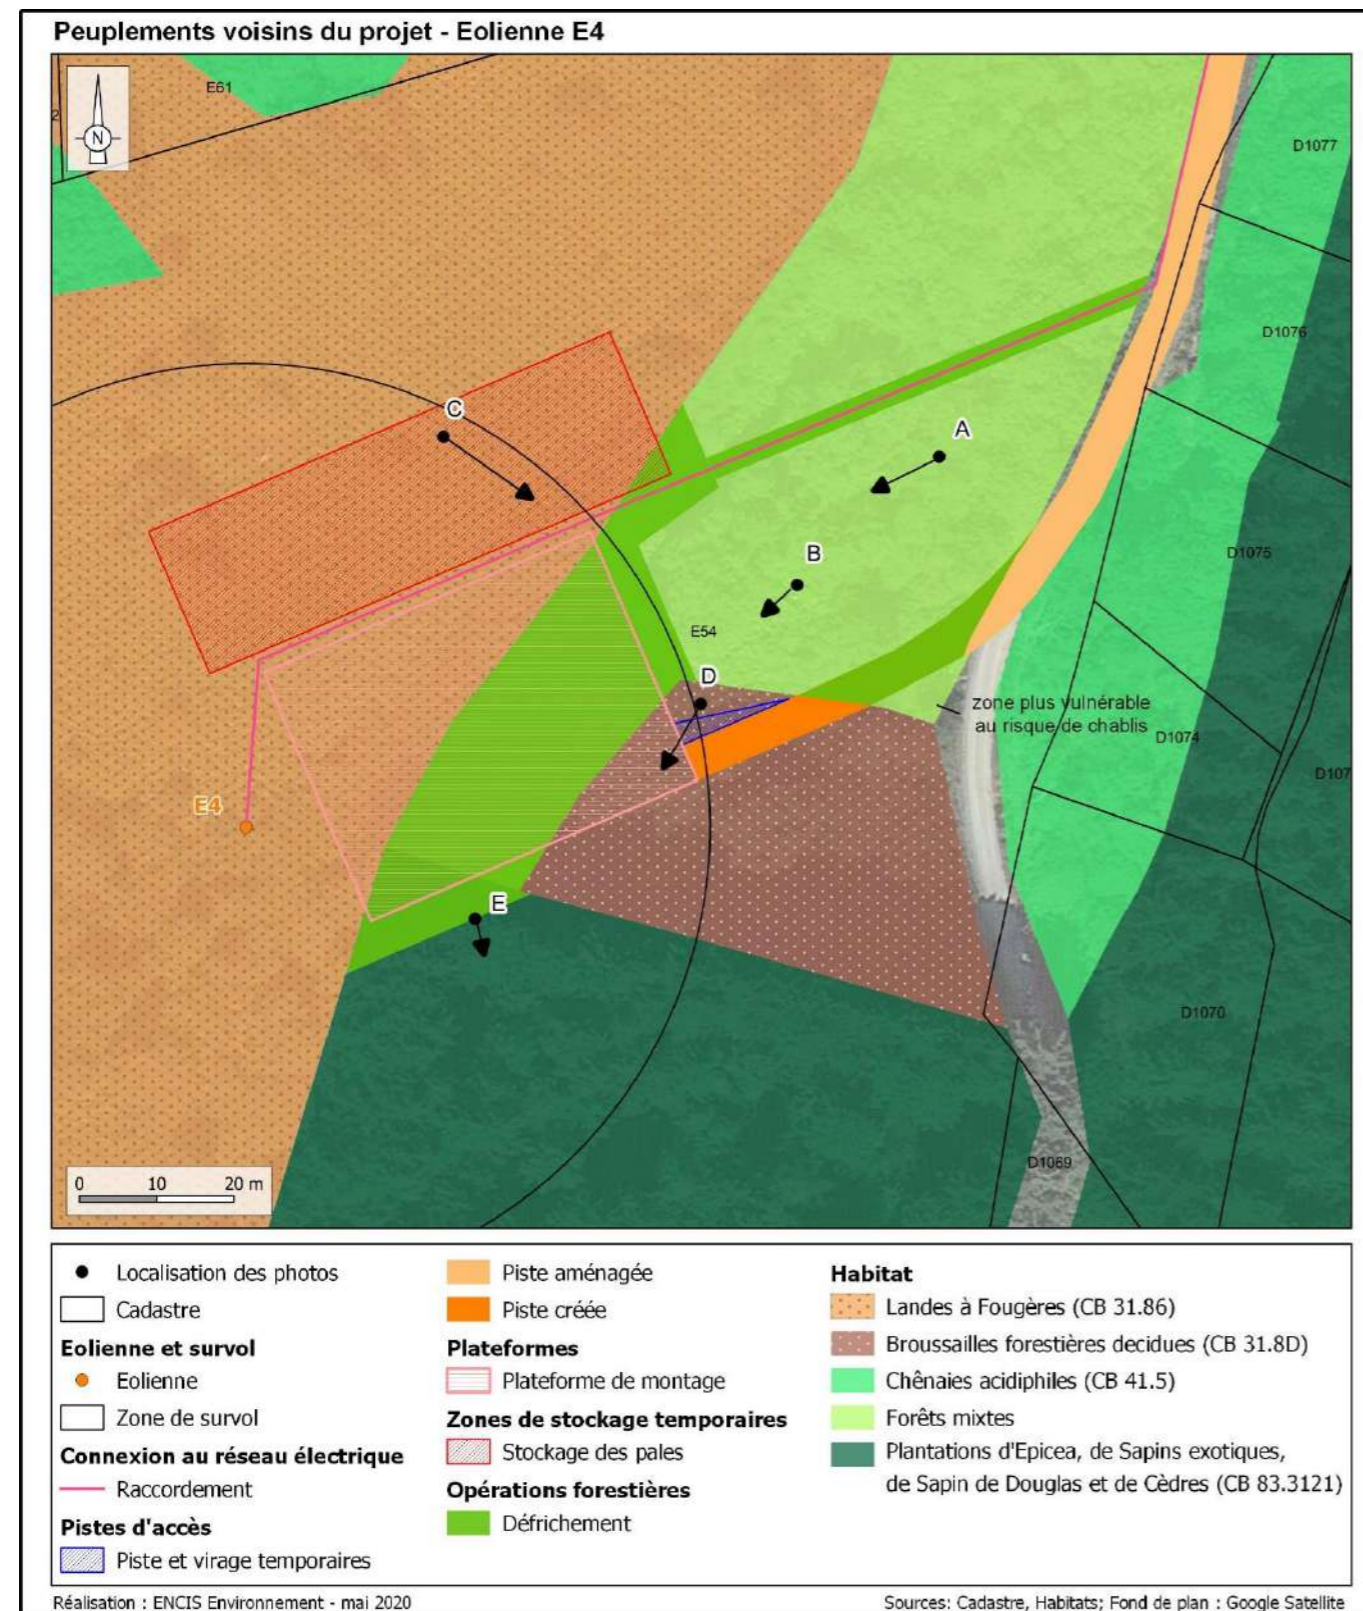 Peuplements voisins du projet - Eolienne E4
E61
2
N
D1077
D1076
C
A
D1075
B
E54
D
zone plus vulnérable
au risque de chablis
D1074
D107
E4
E
D1070
D1069
0 10 20 m
Localisation des photos
Cadastre
Eolienne et survol
Eolienne
Zone de survol
Connexion au réseau électrique
Raccordement
Pistes d'accès
Piste et virage temporaires
Piste aménagée
Piste créée
Plateformes
Plateforme de montage
Zones de stockage temporaires
Stockage des pales
Opérations forestières
Défrichement
Habitat
Landes à Fougères (CB 31.86)
Broussailles forestières decidues (CB 31.8D)
Chênaies acidiphiles (CB 41.5)
Forêts mixtes
Plantations d'Epicea, de Sapins exotiques,
de Sapin de Douglas et de Cèdres (CB 83.3121)
Réalisation : ENCIS Environnement - mai 2020
Sources: Cadastre, Habitats; Fond de plan : Google Satellite